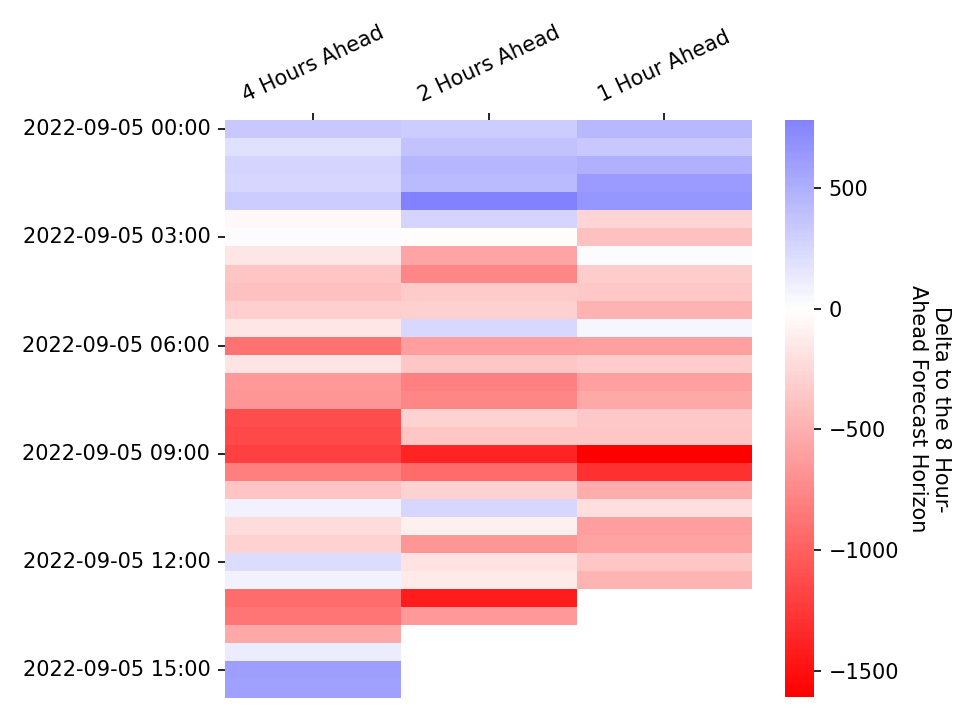 4 Hours Ahead
2 Hours Ahead
1 Hour Ahead
2022-09-05 00:00
2022-09-05 03:00
2022-09-05 06:00
2022-09-05 09:00
2022-09-05 12:00
2022-09-05 15:00
500
0
−500
−1000
−1500
Delta to the 8 Hour-
Ahead Forecast Horizon